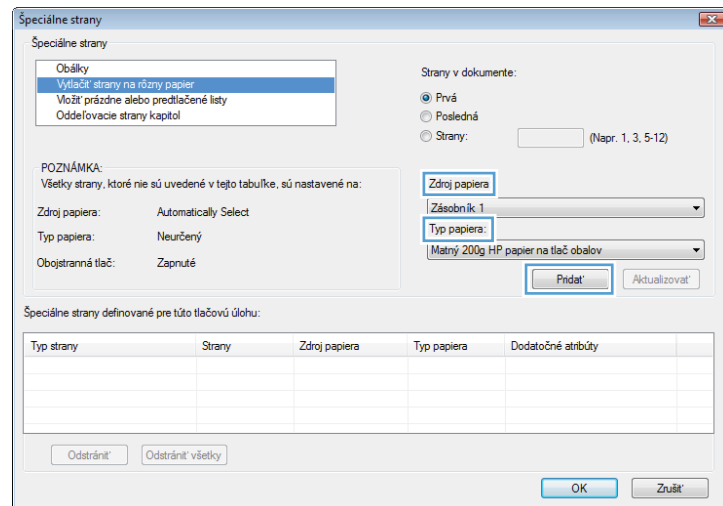 Špeciálne strany
Špeciálne strany
Obálky
Vytlačiť strany na rôzny papier
Vložiť prázdne alebo predtlačené listy
Oddeľovacie strany kapitol
Strany v dokumente:
Prvá
Posledná
Strany:
(Napr. 1, 3, 5-12)
POZNÁMKA:
Všetky strany, ktoré nie sú uvedené v tejto tabuľke, sú nastavené na:
Zdroj papiera: Automatically Select
Typ papiera: Neurčený
Obojstranná tlač: Zapnuté
Zdroj papiera
Zásobník 1
Typ papiera:
Matný 200g HP papier na tlač obalov
Pridať Aktualizovať
Špeciálne strany definované pre túto tlačovú úlohu:
Typ strany Strany Zdroj papiera Typ papiera Dodatočné atribúty
Odstrániť Odstrániť všetky
OK Zrušiť